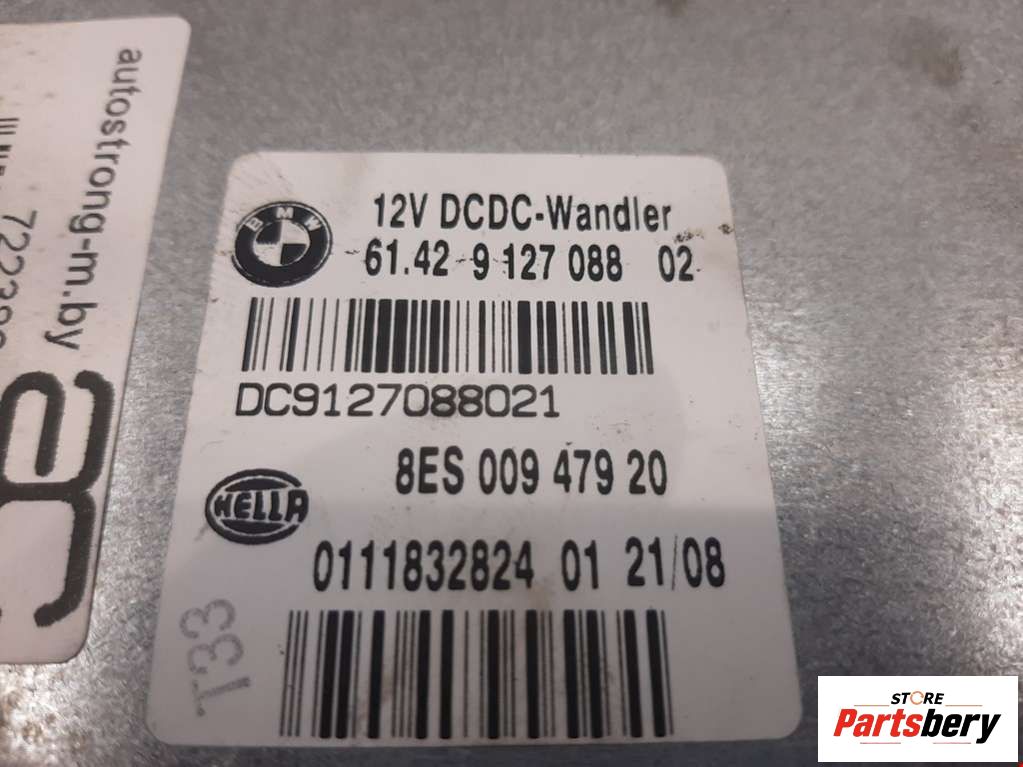 autostrong-m.by
BMW
12V DCDC-Wandler
61.42 9 127 088 02
DC9127088021
8ES 009 479 20
HELLA
0111832824 01 21/08
T33
STORE
Partsbery